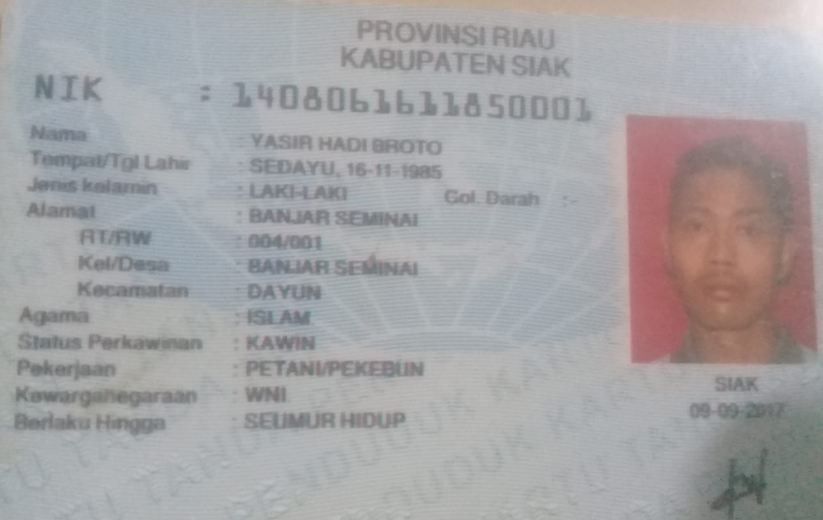 PROVINSI RIAU
KABUPATEN SIAK
NIK : 1408061611850001
Nama : YASIR HADI BROTO
Tempat/Tgl Lahir : SEDAYU, 16-11-1985
Jenis kelamin : LAKI-LAKI Gol. Darah :-
Alamat : BANJAR SEMINAI
RT/RW : 004/001
Kel/Desa : BANJAR SEMINAI
Kecamatan : DAYUN
Agama : ISLAM
Status Perkawinan : KAWIN
Pekerjaan : PETANI/PEKEBUN
Kewarganegaraan : WNI
Berlaku Hingga : SEUMUR HIDUP
SIAK
09-09-2017